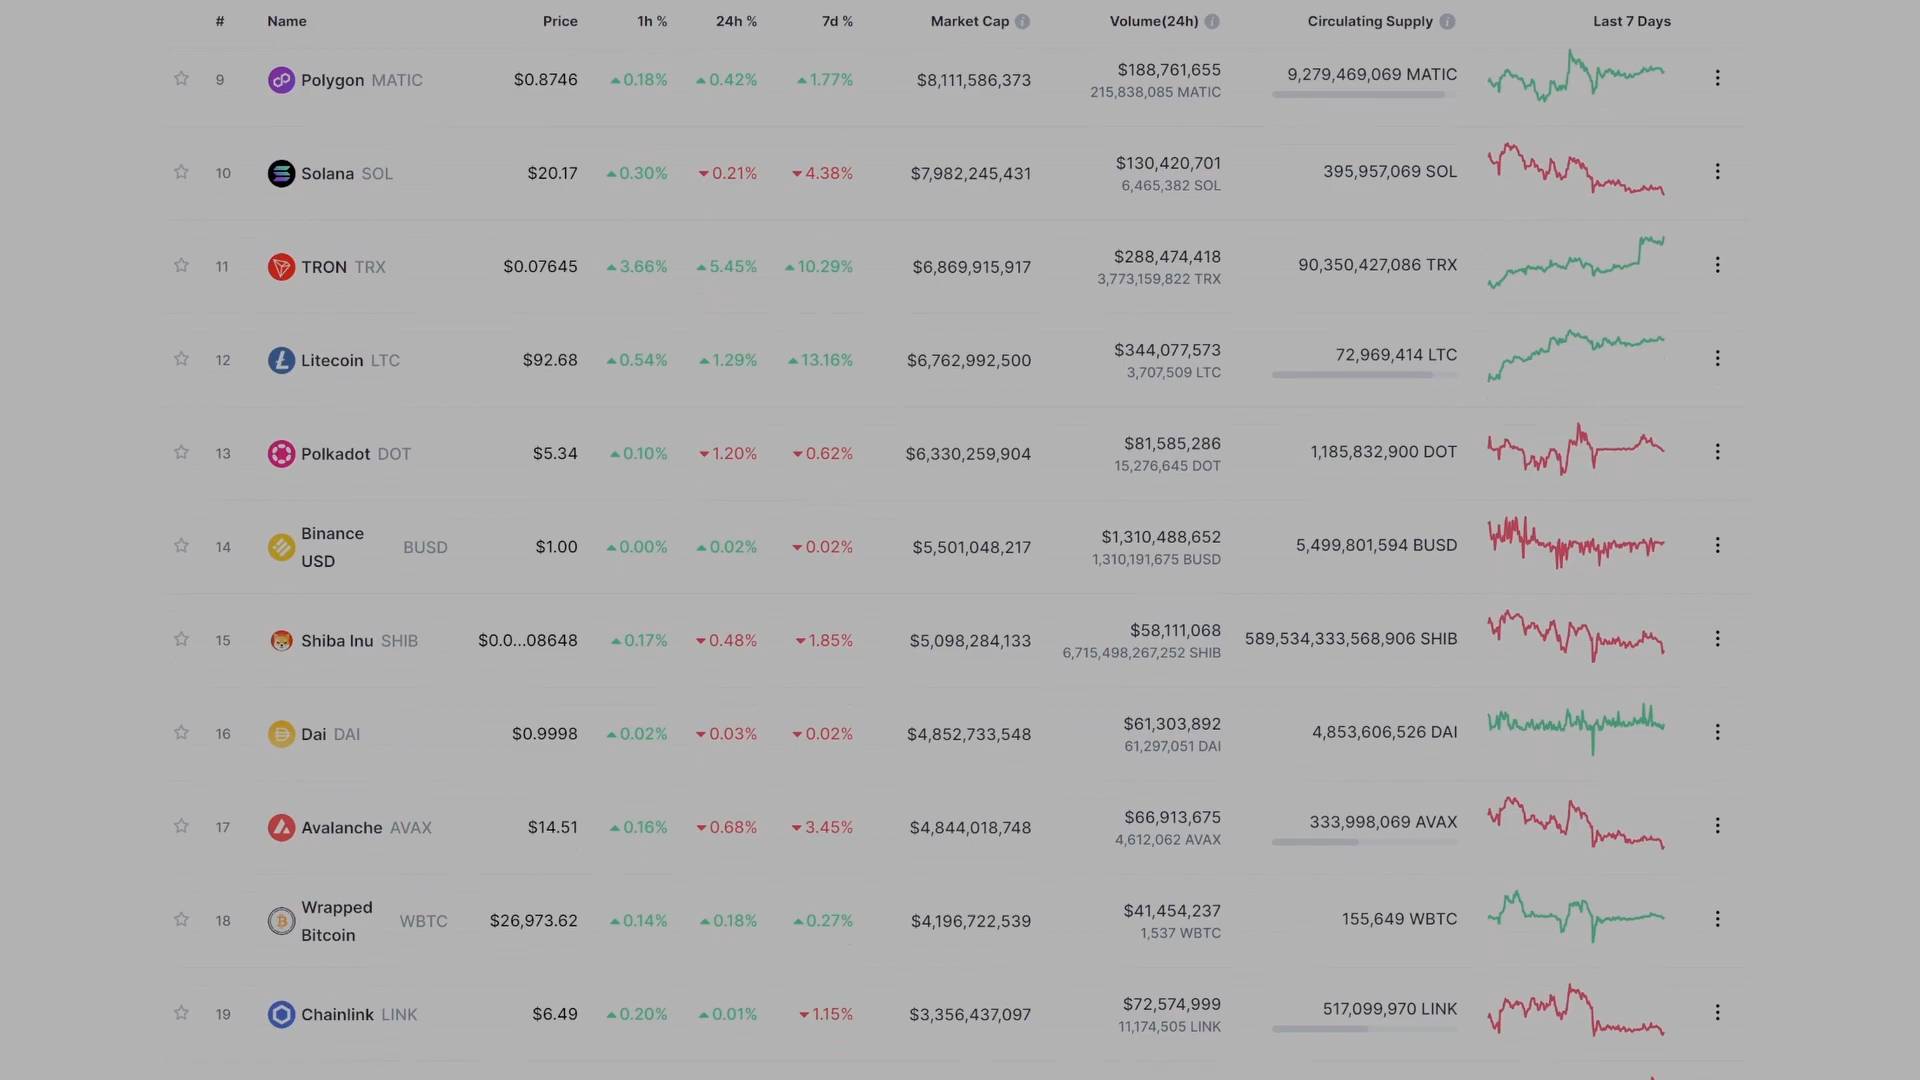 # Name Price 1h % 24h % 7d % Market Cap Volume(24h) Circulating Supply Last 7 Days
9 Polygon MATIC $0.8746 0.18% 0.42% 1.77% $8,111,586,373 $188,761,655 9,279,469,069 MATIC
215,838,085 MATIC
10 Solana SOL $20.17 0.30% 0.21% 4.38% $7,982,245,431 $130,420,701 395,957,069 SOL
6,465,382 SOL
11 TRON TRX $0.07645 3.66% 5.45% 10.29% $6,869,915,917 $288,474,418 90,350,427,086 TRX
3,773,159,822 TRX
12 Litecoin LTC $92.68 0.54% 1.29% 13.16% $6,762,992,500 $344,077,573 72,969,414 LTC
3,707,509 LTC
13 Polkadot DOT $5.34 0.10% 1.20% 0.62% $6,330,259,904 $81,585,286 1,185,832,900 DOT
15,276,645 DOT
14 Binance USD BUSD $1.00 0.00% 0.02% 0.02% $5,501,048,217 $1,310,488,652 5,499,801,594 BUSD
1,310,191,675 BUSD
15 Shiba Inu SHIB $0.0...08648 0.17% 0.48% 1.85% $5,098,284,133 $58,111,068 589,534,333,568,906 SHIB
6,715,498,267,252 SHIB
16 Dai DAI $0.9998 0.02% 0.03% 0.02% $4,852,733,548 $61,303,892 4,853,606,526 DAI
61,297,051 DAI
17 Avalanche AVAX $14.51 0.16% 0.68% 3.45% $4,844,018,748 $66,913,675 333,998,069 AVAX
4,612,062 AVAX
18 Wrapped Bitcoin WBTC $26,973.62 0.14% 0.18% 0.27% $4,196,722,539 $41,454,237 155,649 WBTC
1,537 WBTC
19 Chainlink LINK $6.49 0.20% 0.01% 1.15% $3,356,437,097 $72,574,999 517,099,970 LINK
11,174,505 LINK